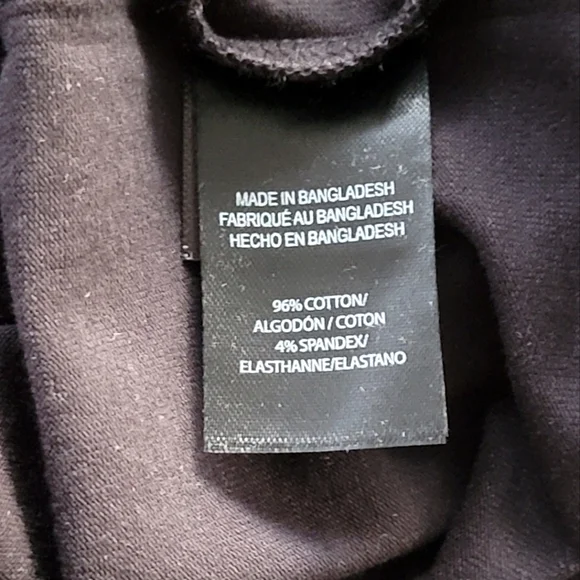 MADE IN BANGLADESH
FABRIQUÉ AU BANGLADESH
HECHO EN BANGLADESH
96% COTTON/
ALGODÓN / COTON
4% SPANDEX/
ELASTHANNE/ELASTANO